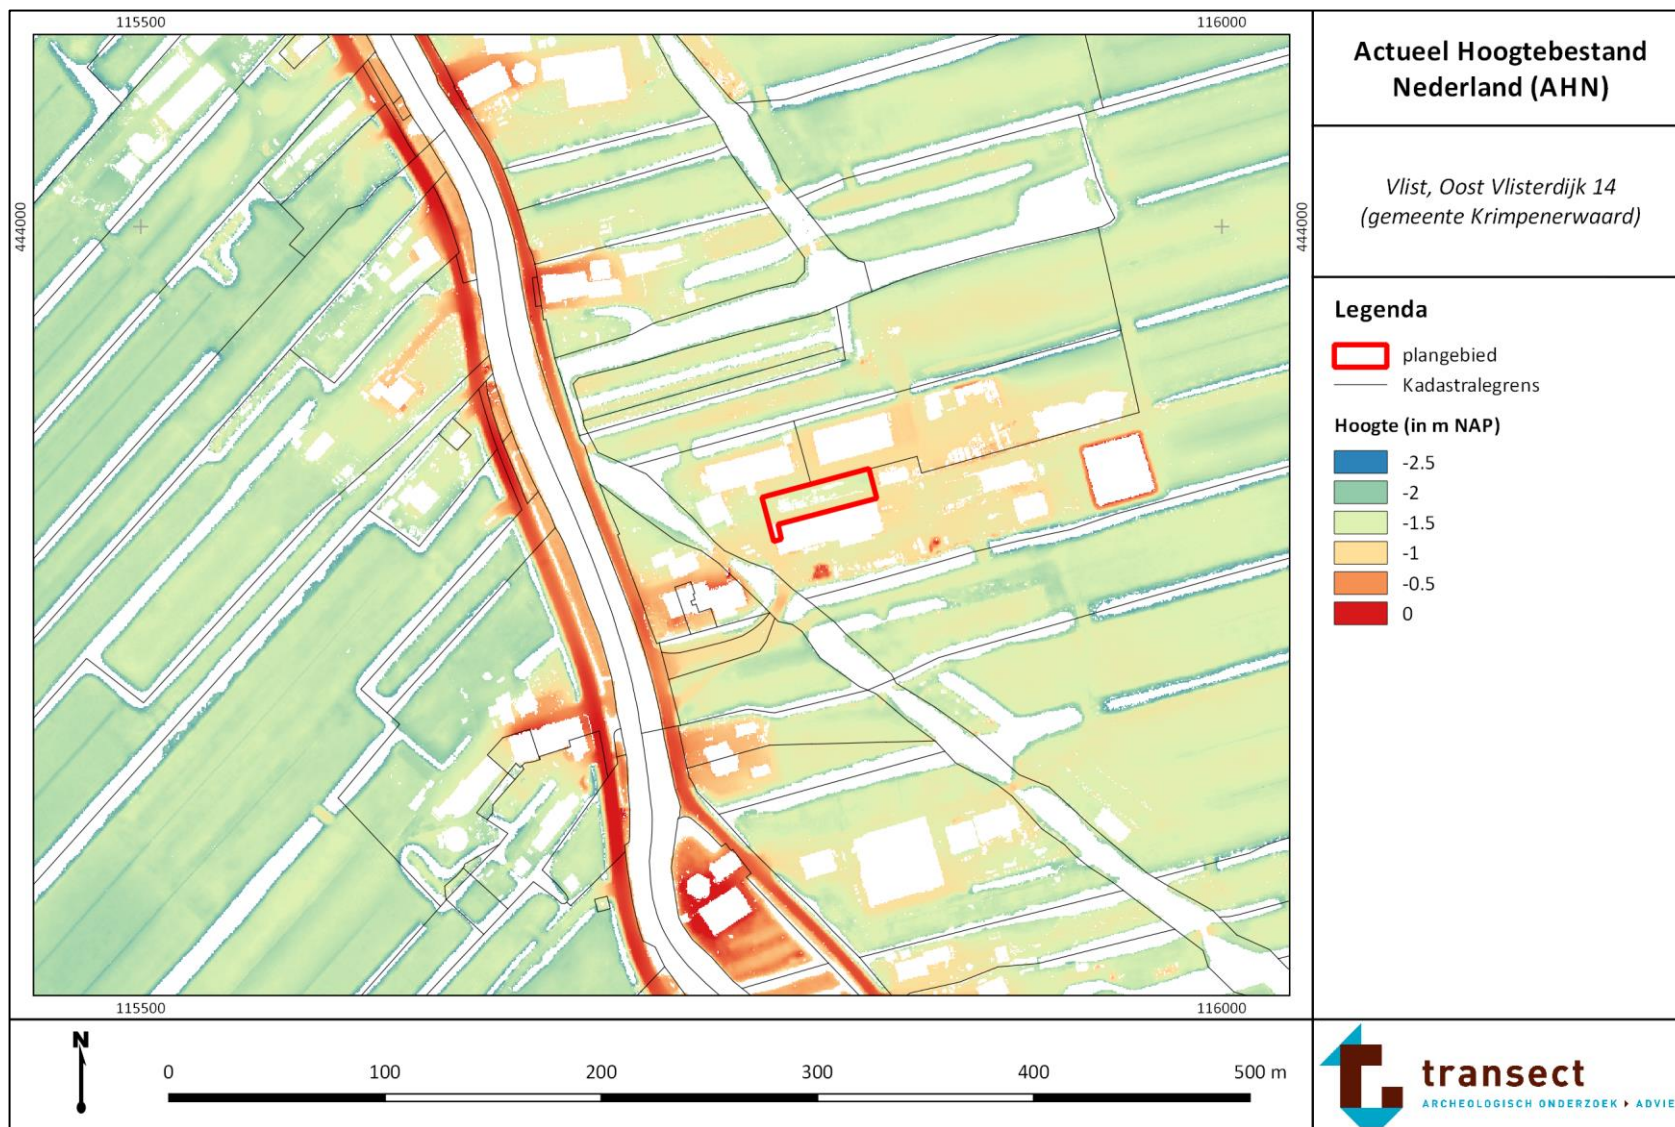 115500
116000
444000
444000
115500
116000
Actueel Hoogtebestand
Nederland (AHN)
Vlist, Oost Vlisterdijk 14
(gemeente Krimpenerwaard)
Legenda
plangebied
Kadastralegrens
Hoogte (in m NAP)
-2.5
-2
-1.5
-1
-0.5
0
N
0
100
200
300
400
500 m
transect
ARCHEOLOGISCH ONDERZOEK ▸ ADVIE